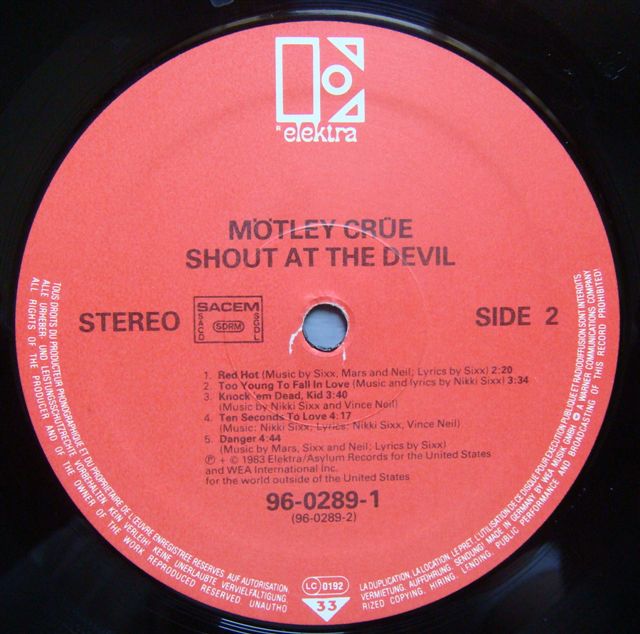 R elektra
MÖTLEY CRÜE
SHOUT AT THE DEVIL
STEREO
SACEM
SACD
SDRM
SGDL
SIDE 2
1. Red Hot (Music by Sixx, Mars and Neil; Lyrics by Sixx) 2:20
2. Too Young To Fall In Love (Music and lyrics by Nikki Sixx) 3:34
3. Knock 'em Dead, Kid 3:40
(Music by Nikki Sixx and Vince Neil)
4. Ten Seconds To Love 4:17
(Music: Nikki Sixx, Lyrics: Nikki Sixx, Vince Neil)
5. Danger 4:44
(Music by Mars, Sixx and Neil; Lyrics by Sixx)
℗ + © 1983 Elektra/Asylum Records for the United States
and WEA International Inc.
for the world outside of the United States
96-0289-1
(96-0289-2)
LC 0192
33
TOUS DROITS DU PRODUCTEUR PHONOGRAPHIQUE ET DU PROPRIETAIRE DE L'ŒUVRE ENREGISTREE RESERVES. SAUF AUTORISATION,
ALLE URHEBER- UND LEISTUNGSSCHUTZRECHTE VORBEHALTEN. KEIN VERLEIH! KEINE UNERLAUBTE VERVIELFÄLTIGUNG,
ALL RIGHTS OF THE PRODUCER AND OF THE OWNER OF THE WORK REPRODUCED RESERVED. UNAUTHO
LA DUPLICATION, LA LOCATION, LE PRET, L'UTILISATION DE CE DISQUE POUR EXECUTION PUBLIQUE ET RADIODIFFUSION SONT INTERDITS.
VERMIETUNG, AUFFÜHRUNG, SENDUNG! MADE IN GERMANY BY WEA MUSIK GMBH A WARNER COMMUNICATIONS COMPANY
RIZED COPYING, HIRING, LENDING, PUBLIC PERFORMANCE AND BROADCASTING OF THIS RECORD PROHIBITED!